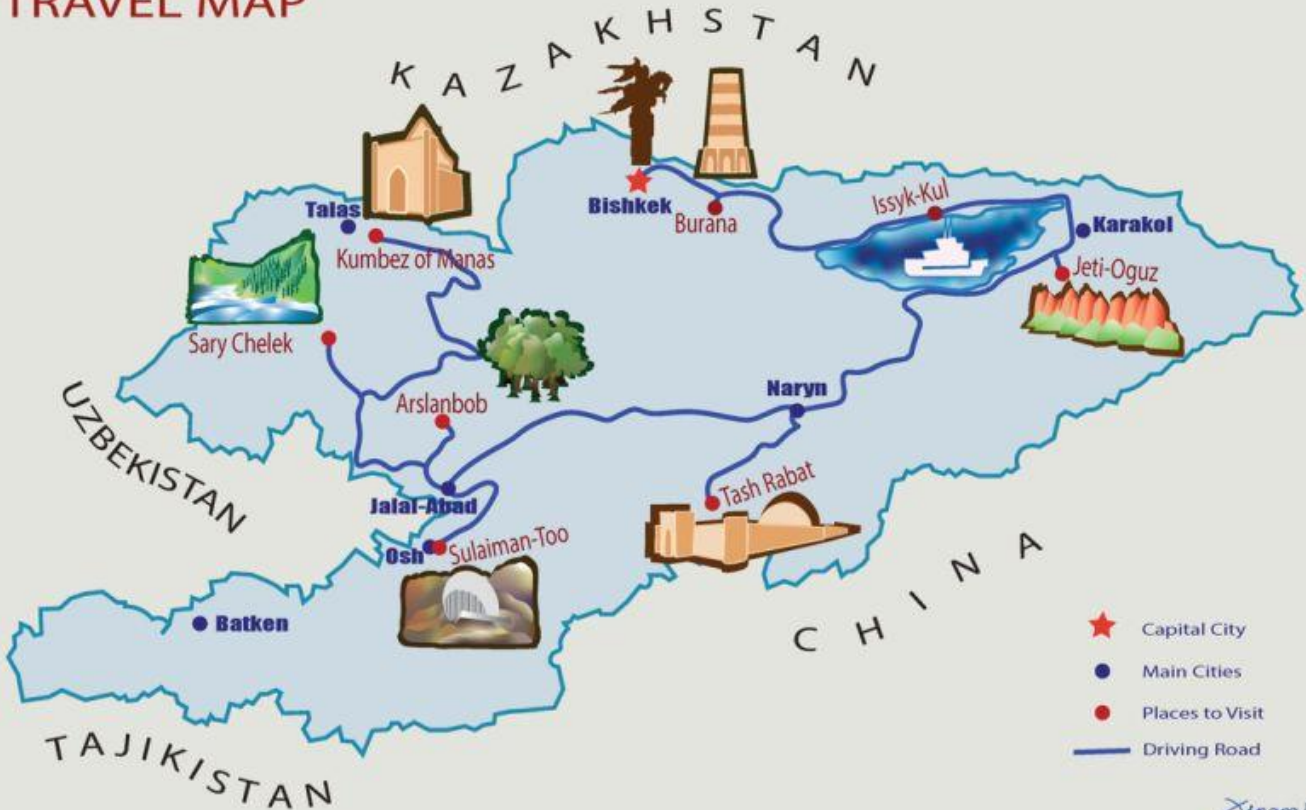 TRAVEL MAP
KAZAKHSTAN
Talas
Bishkek
Burana
Issyk-Kul
Karakol
Kumbez of Manas
Jeti-Oguz
Sary Chelek
Arslanbob
Naryn
UZBEKISTAN
Jalal-Abad
Tash Rabat
Osh
Sulaiman-Too
CHINA
Batken
Capital City
Main Cities
Places to Visit
Driving Road
TAJIKISTAN